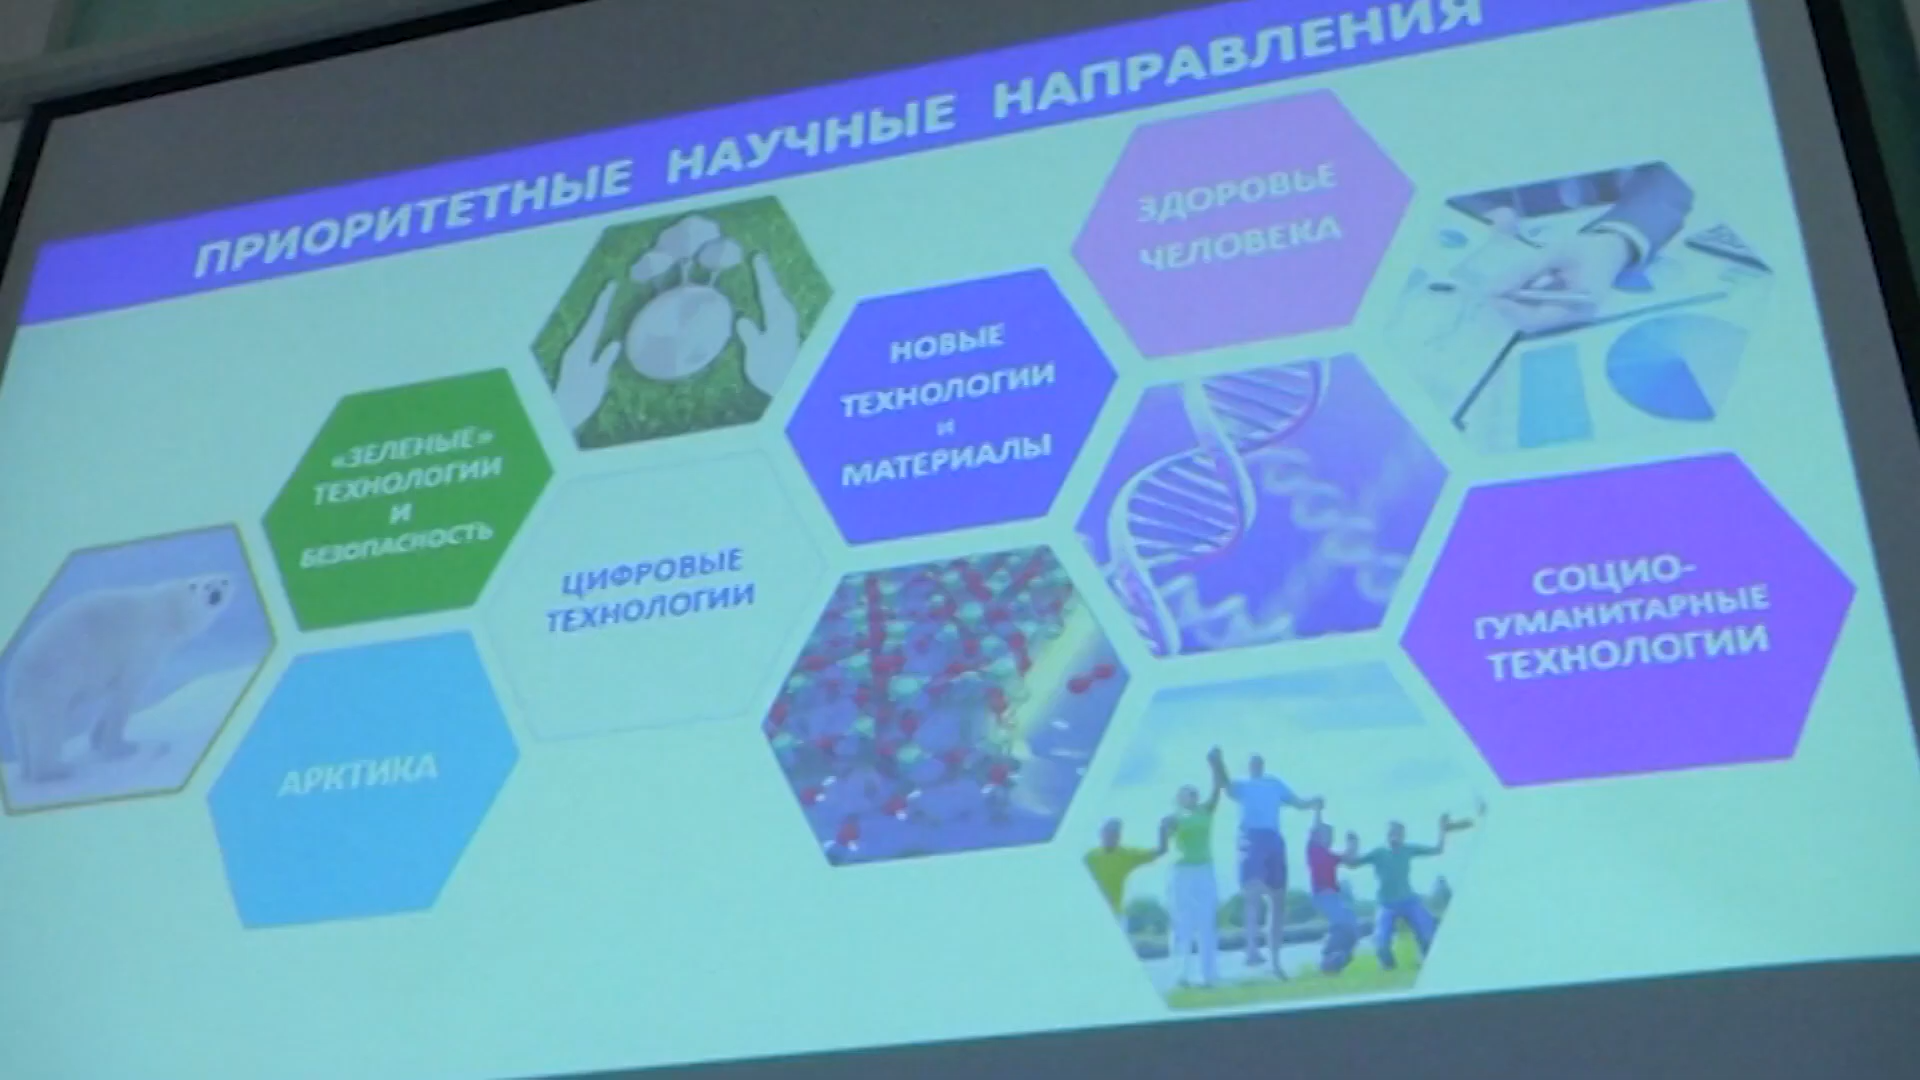 ПРИОРИТЕТНЫЕ НАУЧНЫЕ НАПРАВЛЕНИЯ
«ЗЕЛЕНЫЕ»
ТЕХНОЛОГИИ
И
БЕЗОПАСНОСТЬ
АРКТИКА
ЦИФРОВЫЕ
ТЕХНОЛОГИИ
НОВЫЕ
ТЕХНОЛОГИИ
и
МАТЕРИАЛЫ
ЗДОРОВЬЕ
ЧЕЛОВЕКА
СОЦИО-
ГУМАНИТАРНЫЕ
ТЕХНОЛОГИИ